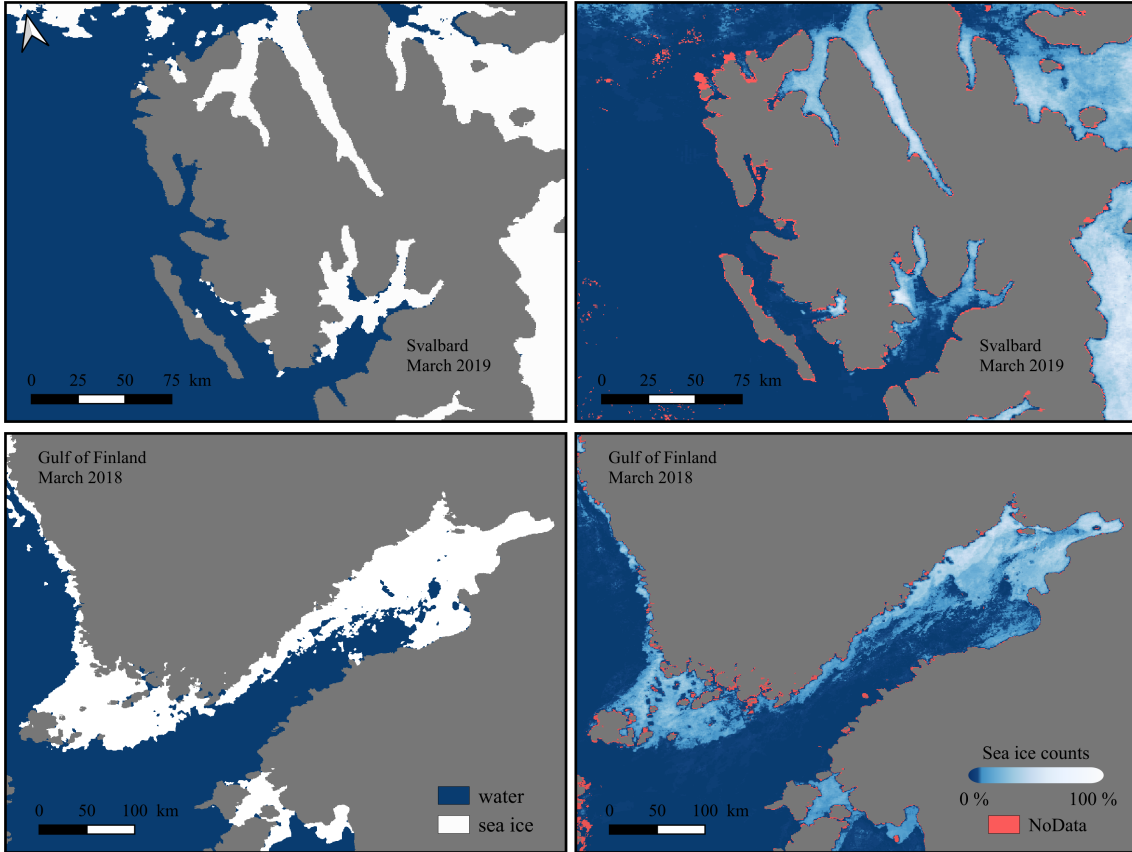 Svalbard
March 2019
0 25 50 75 km
Svalbard
March 2019
0 25 50 75 km
Gulf of Finland
March 2018
water
sea ice
0 50 100 km
Gulf of Finland
March 2018
Sea ice counts
0 % 100 %
NoData
0 50 100 km